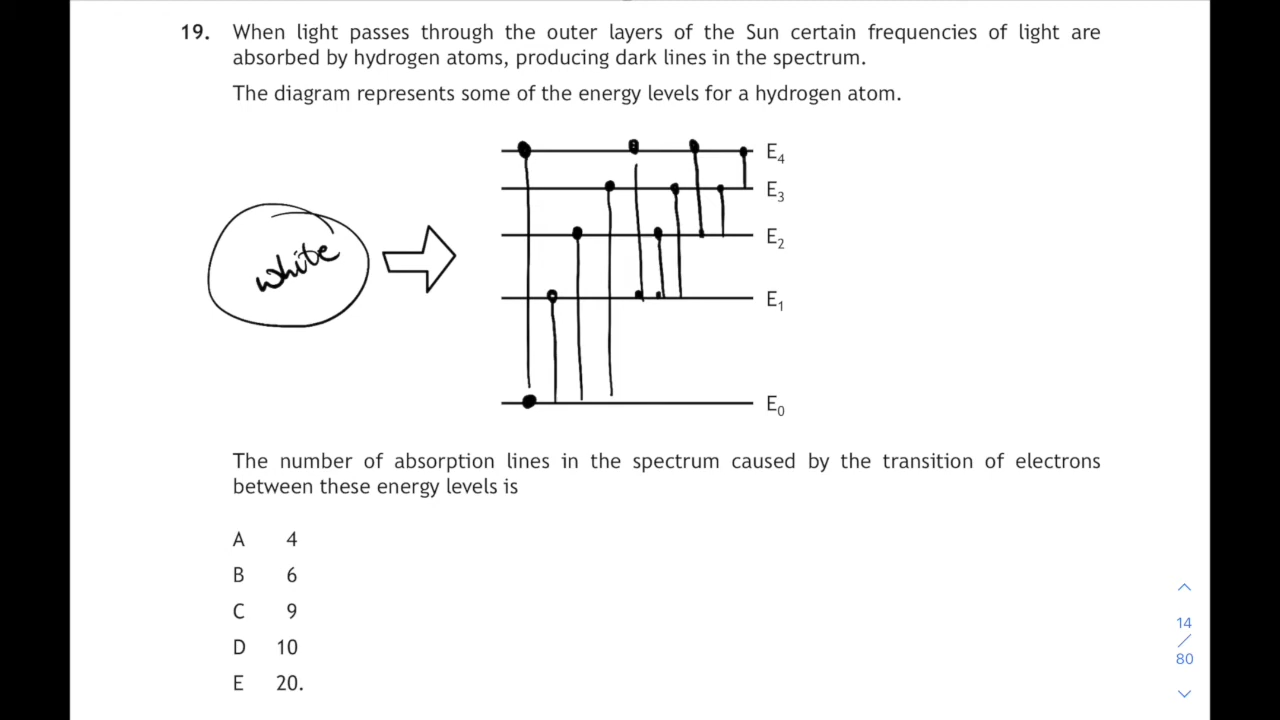 19. When light passes through the outer layers of the Sun certain frequencies of light are
absorbed by hydrogen atoms, producing dark lines in the spectrum.
The diagram represents some of the energy levels for a hydrogen atom.
E₄
E₃
E₂
E₁
E₀
white
The number of absorption lines in the spectrum caused by the transition of electrons
between these energy levels is
A 4
B 6
C 9
D 10
E 20.
14
/
80